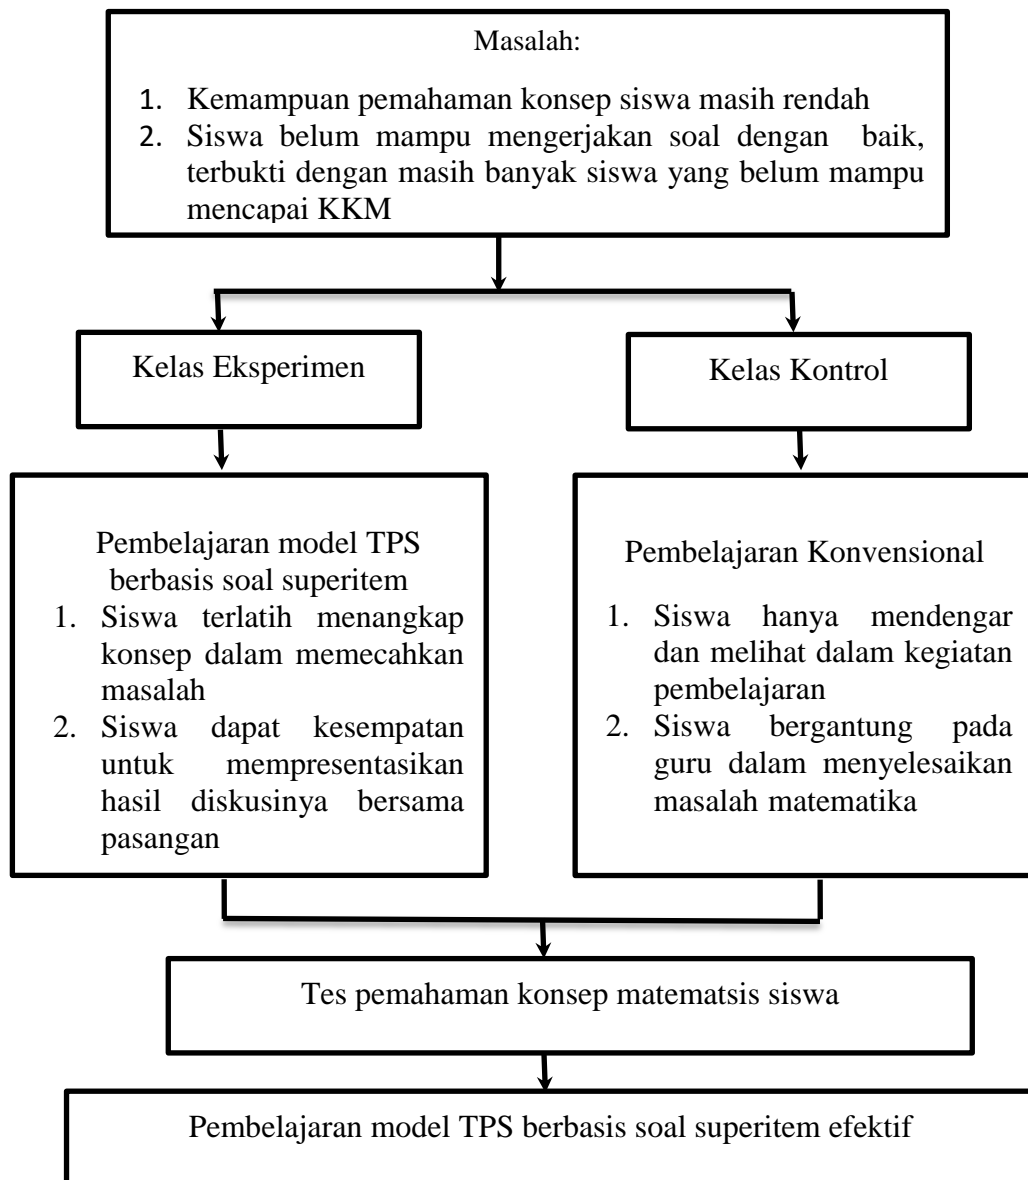 Masalah:
1. Kemampuan pemahaman konsep siswa masih rendah
2. Siswa belum mampu mengerjakan soal dengan baik,
terbukti dengan masih banyak siswa yang belum mampu
mencapai KKM
Kelas Eksperimen
Kelas Kontrol
Pembelajaran model TPS
berbasis soal superitem
1. Siswa terlatih menangkap
konsep dalam memecahkan
masalah
2. Siswa dapat kesempatan
untuk mempresentasikan
hasil diskusinya bersama
pasangan
Pembelajaran Konvensional
1. Siswa hanya mendengar
dan melihat dalam kegiatan
pembelajaran
2. Siswa bergantung pada
guru dalam menyelesaikan
masalah matematika
Tes pemahaman konsep matematsis siswa
Pembelajaran model TPS berbasis soal superitem efektif